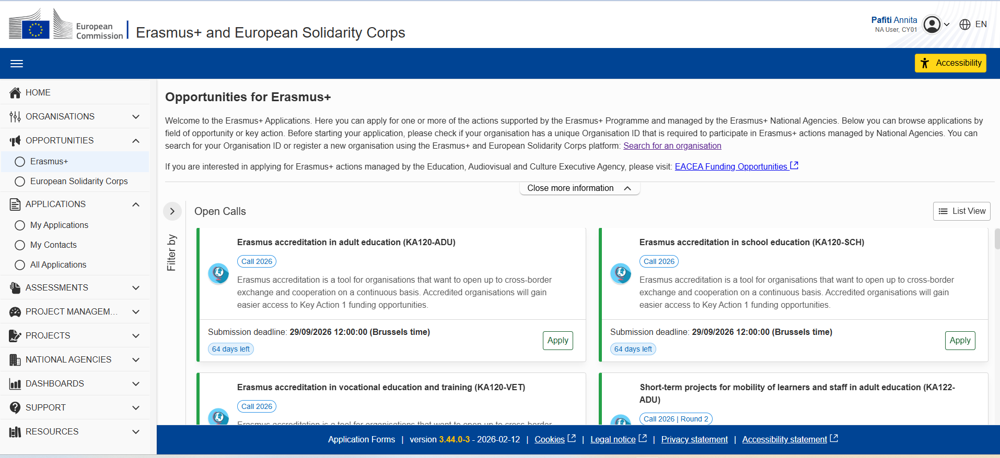 European
Commission
Erasmus+ and European Solidarity Corps
Pafiti Annita
NA User, CY01
EN
Accessibility
HOME
ORGANISATIONS
OPPORTUNITIES
Erasmus+
European Solidarity Corps
APPLICATIONS
My Applications
My Contacts
All Applications
ASSESSMENTS
PROJECT MANAGEM...
PROJECTS
NATIONAL AGENCIES
DASHBOARDS
SUPPORT
RESOURCES
Opportunities for Erasmus+
Welcome to the Erasmus+ Applications. Here you can apply for one or more of the actions supported by the Erasmus+ Programme and managed by the Erasmus+ National Agencies. Below you can browse applications by
field of opportunity or key action. Before starting your application, please check if your organisation has a unique Organisation ID that is required to participate in Erasmus+ actions managed by National Agencies. You can
search for your Organisation ID or register a new organisation using the Erasmus+ and European Solidarity Corps platform: Search for an organisation
If you are interested in applying for Erasmus+ actions managed by the Education, Audiovisual and Culture Executive Agency, please visit: EACEA Funding Opportunities
Close more information
Filter by
Open Calls
List View
Erasmus accreditation in adult education (KA120-ADU)
Call 2026
Erasmus accreditation is a tool for organisations that want to open up to cross-border
exchange and cooperation on a continuous basis. Accredited organisations will gain
easier access to Key Action 1 funding opportunities.
Submission deadline: 29/09/2026 12:00:00 (Brussels time)
64 days left
Apply
Erasmus accreditation in school education (KA120-SCH)
Call 2026
Erasmus accreditation is a tool for organisations that want to open up to cross-border
exchange and cooperation on a continuous basis. Accredited organisations will gain
easier access to Key Action 1 funding opportunities.
Submission deadline: 29/09/2026 12:00:00 (Brussels time)
64 days left
Apply
Erasmus accreditation in vocational education and training (KA120-VET)
Call 2026
Erasmus accreditation is a tool for organisations that want to open up to cross-border
Short-term projects for mobility of learners and staff in adult education (KA122-
ADU)
Call 2026 | Round 2
Application Forms | version 3.44.0-3 - 2026-02-12 | Cookies | Legal notice | Privacy statement | Accessibility statement